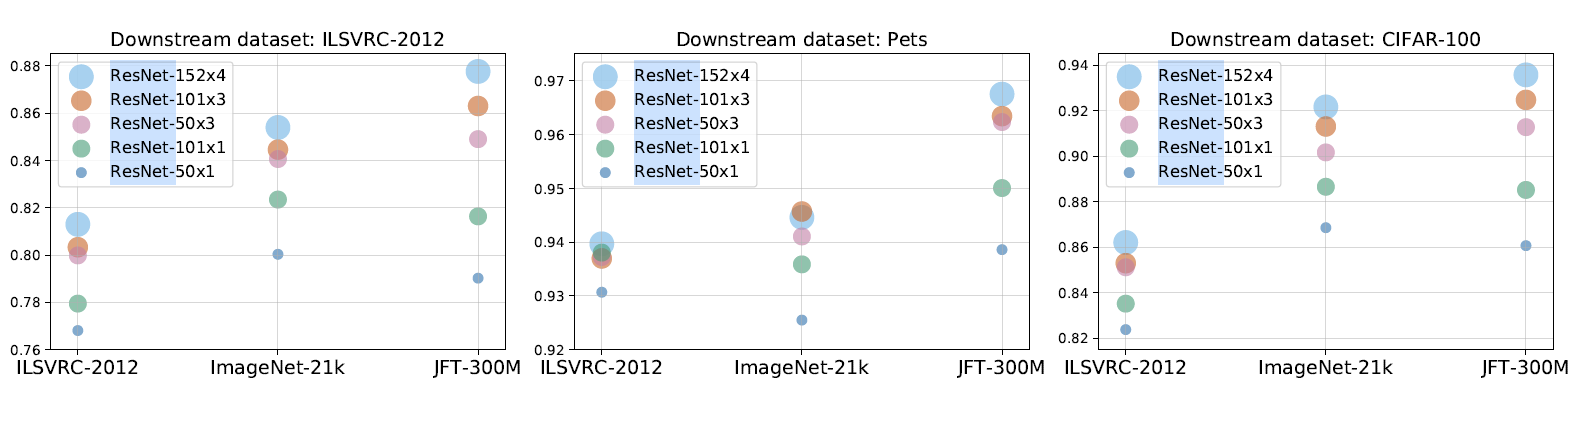 Downstream dataset: ILSVRC-2012
0.88
0.86
0.84
0.82
0.80
0.78
0.76
ResNet-152x4
ResNet-101x3
ResNet-50x3
ResNet-101x1
ResNet-50x1
ILSVRC-2012 ImageNet-21k JFT-300M
Downstream dataset: Pets
0.97
0.96
0.95
0.94
0.93
0.92
ResNet-152x4
ResNet-101x3
ResNet-50x3
ResNet-101x1
ResNet-50x1
ILSVRC-2012 ImageNet-21k JFT-300M
Downstream dataset: CIFAR-100
0.94
0.92
0.90
0.88
0.86
0.84
0.82
ResNet-152x4
ResNet-101x3
ResNet-50x3
ResNet-101x1
ResNet-50x1
ILSVRC-2012 ImageNet-21k JFT-300M